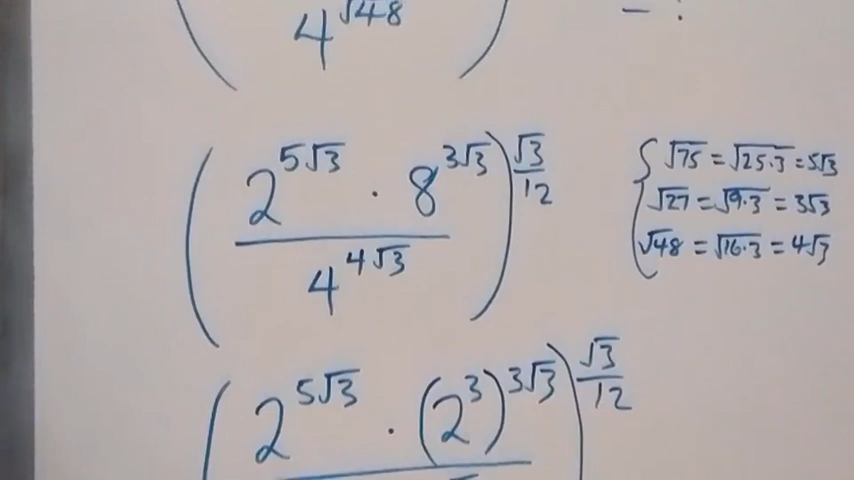 4^√48 = ?
(2^5√3 · 8^3√3 / 4^4√3)^√3/12
{ √75 = √25·3 = 5√3
√27 = √9·3 = 3√3
√48 = √16·3 = 4√3
(2^5√3 · (2^3)^3√3)^√3/12